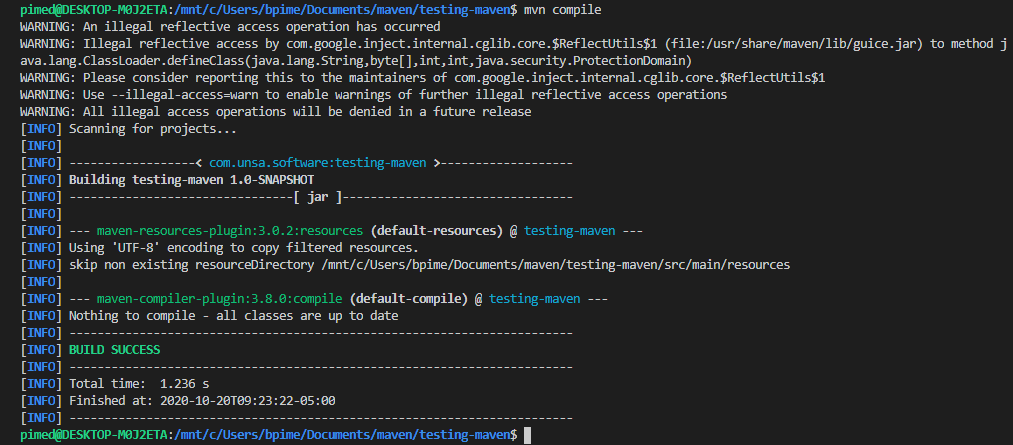 pimed@DESKTOP-M0J2ETA:/mnt/c/Users/bpime/Documents/maven/testing-maven$ mvn compile
WARNING: An illegal reflective access operation has occurred
WARNING: Illegal reflective access by com.google.inject.internal.cglib.core.$ReflectUtils$1 (file:/usr/share/maven/lib/guice.jar) to method j
ava.lang.ClassLoader.defineClass(java.lang.String,byte[],int,int,java.security.ProtectionDomain)
WARNING: Please consider reporting this to the maintainers of com.google.inject.internal.cglib.core.$ReflectUtils$1
WARNING: Use --illegal-access=warn to enable warnings of further illegal reflective access operations
WARNING: All illegal access operations will be denied in a future release
[INFO] Scanning for projects...
[INFO]
[INFO] ------------------< com.unsa.software:testing-maven >-------------------
[INFO] Building testing-maven 1.0-SNAPSHOT
[INFO] --------------------------------[ jar ]---------------------------------
[INFO]
[INFO] --- maven-resources-plugin:3.0.2:resources (default-resources) @ testing-maven ---
[INFO] Using 'UTF-8' encoding to copy filtered resources.
[INFO] skip non existing resourceDirectory /mnt/c/Users/bpime/Documents/maven/testing-maven/src/main/resources
[INFO]
[INFO] --- maven-compiler-plugin:3.8.0:compile (default-compile) @ testing-maven ---
[INFO] Nothing to compile - all classes are up to date
[INFO] ------------------------------------------------------------------------
[INFO] BUILD SUCCESS
[INFO] ------------------------------------------------------------------------
[INFO] Total time:  1.236 s
[INFO] Finished at: 2020-10-20T09:23:22-05:00
[INFO] ------------------------------------------------------------------------
pimed@DESKTOP-M0J2ETA:/mnt/c/Users/bpime/Documents/maven/testing-maven$